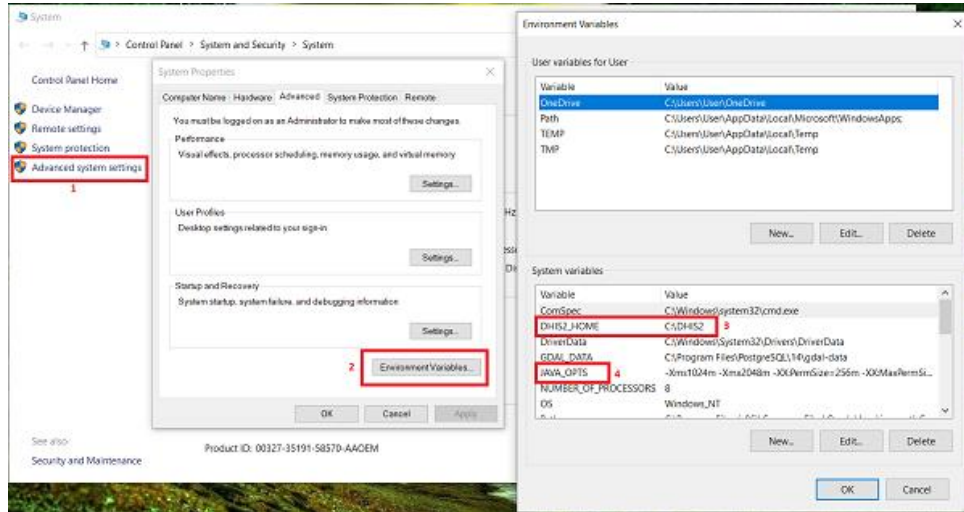 System
Control Panel > System and Security > System
Control Panel Home
Device Manager
Remote settings
System protection
Advanced system settings
1
See also
Security and Maintenance
Product ID: 00327-35191-58570-AAOEM
System Properties
Computer Name Hardware Advanced System Protection Remote
You must be logged on as an Administrator to make most of these changes
Performance
Visual effects, processor scheduling, memory usage, and virtual memory
Settings...
User Profiles
Desktop settings related to your sign-in
Settings...
Startup and Recovery
System startup, system failure, and debugging information
Settings...
2 Environment Variables...
OK Cancel Apply
Hz
Environment Variables
User variables for User
Variable Value
OneDrive C:\Users\User\OneDrive
Path C:\Users\User\AppData\Local\Microsoft\WindowsApps;
TEMP C:\Users\User\AppData\Local\Temp
TMP C:\Users\User\AppData\Local\Temp
New... Edit... Delete
System variables
Variable Value
ComSpec C:\Windows\system32\cmd.exe
DHIS2_HOME C:\DHIS2 3
DriverData C:\Windows\System32\Drivers\DriverData
GDAL_DATA C:\Program Files\PostgreSQL\14\gdal-data
JAVA_OPTS 4 -Xms1024m -Xmx2048m -XX:PermSize=256m -XX:MaxPermSi...
NUMBER_OF_PROCESSORS 8
OS Windows_NT
New... Edit... Delete
OK Cancel